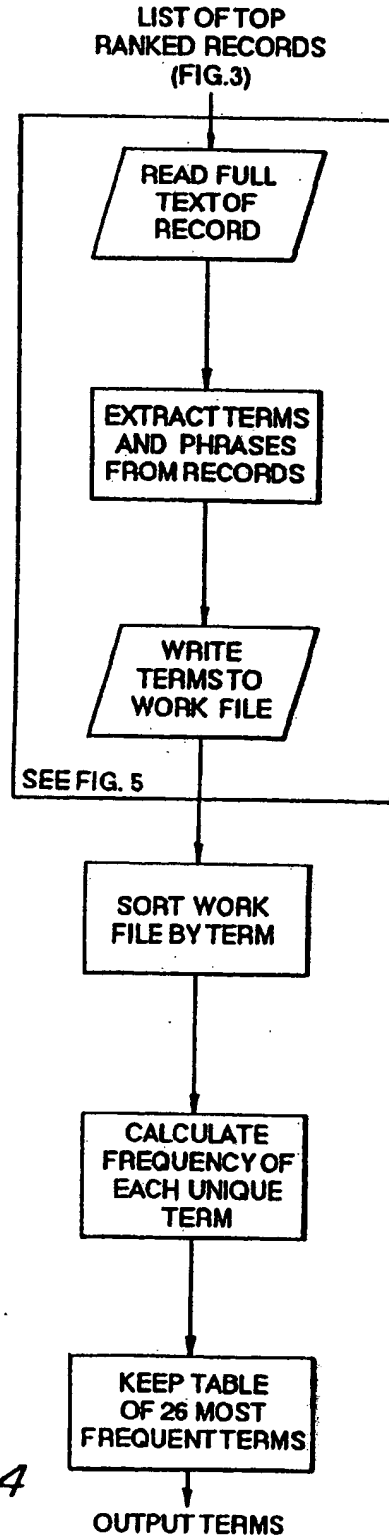 LIST OF TOP
RANKED RECORDS
(FIG.3)
READ FULL
TEXT OF
RECORD
EXTRACT TERMS
AND PHRASES
FROM RECORDS
WRITE
TERMS TO
WORK FILE
SEE FIG. 5
SORT WORK
FILE BY TERM
CALCULATE
FREQUENCY OF
EACH UNIQUE
TERM
KEEP TABLE
OF 26 MOST
FREQUENT TERMS
4
OUTPUT TERMS